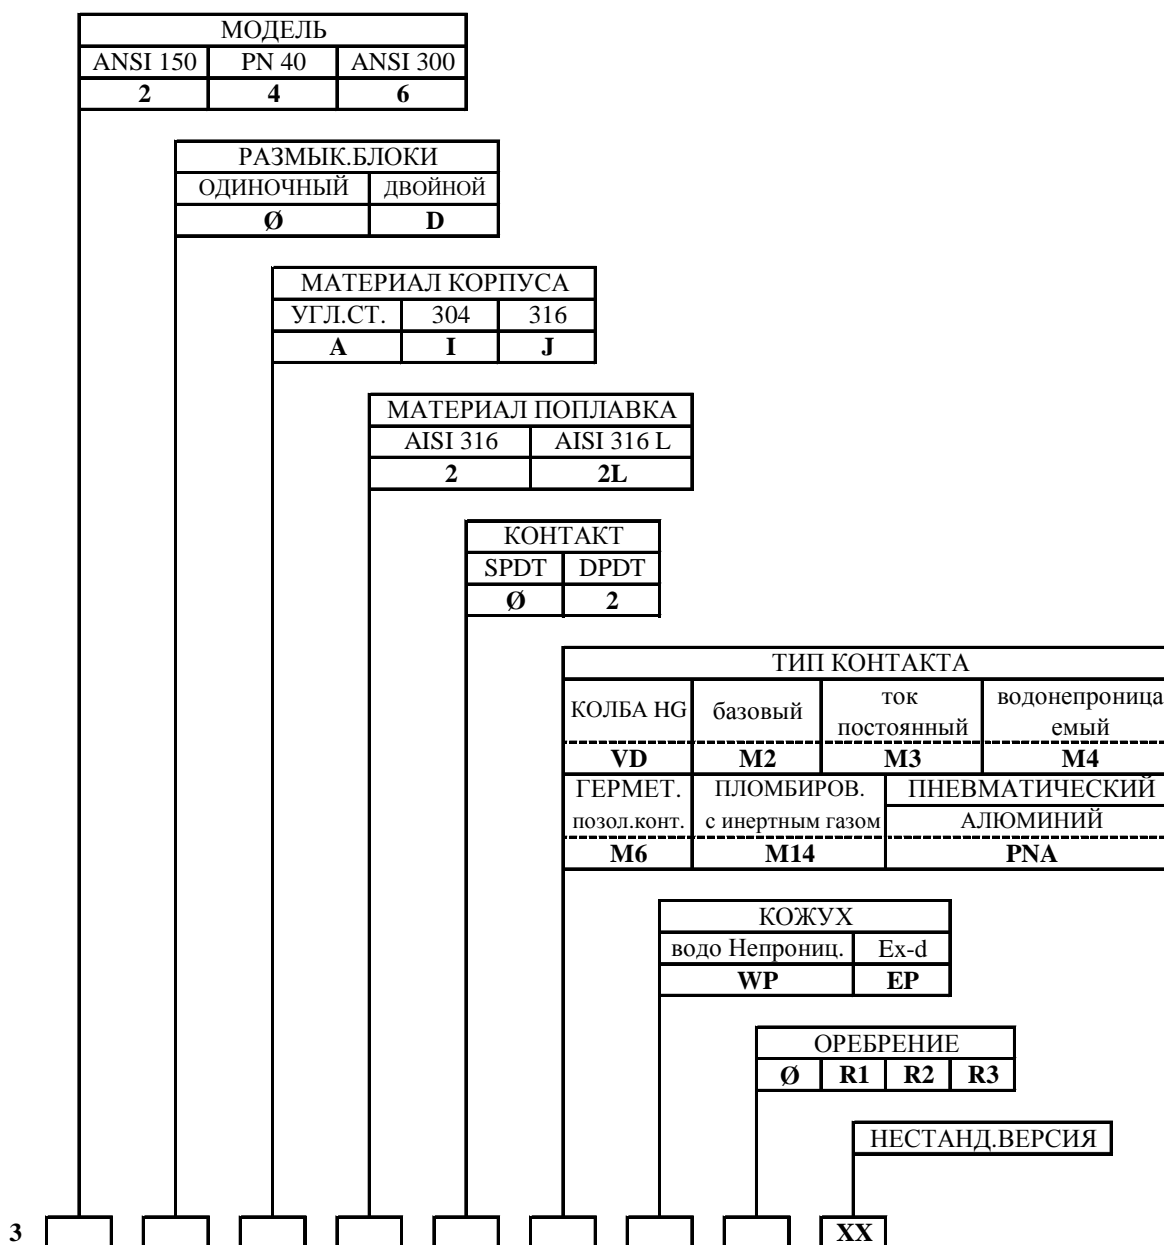 МОДЕЛЬ
ANSI 150 PN 40 ANSI 300
2 4 6
РАЗМЫК.БЛОКИ
ОДИНОЧНЫЙ ДВОЙНОЙ
Ø D
МАТЕРИАЛ КОРПУСА
УГЛ.СТ. 304 316
A I J
МАТЕРИАЛ ПОПЛАВКА
AISI 316 AISI 316 L
2 2L
КОНТАКТ
SPDT DPDT
Ø 2
ТИП КОНТАКТА
КОЛБА HG базовый ток постоянный водонепроница
емый
VD M2 M3 M4
ГЕРМЕТ. ПЛОМБИРОВ. ПНЕВМАТИЧЕСКИЙ
позол.конт. с инертным газом АЛЮМИНИЙ
M6 M14 PNA
КОЖУХ
водо Непрониц. Ex-d
WP EP
ОРЕБРЕНИЕ
Ø R1 R2 R3
НЕСТАНД.ВЕРСИЯ
3 XX